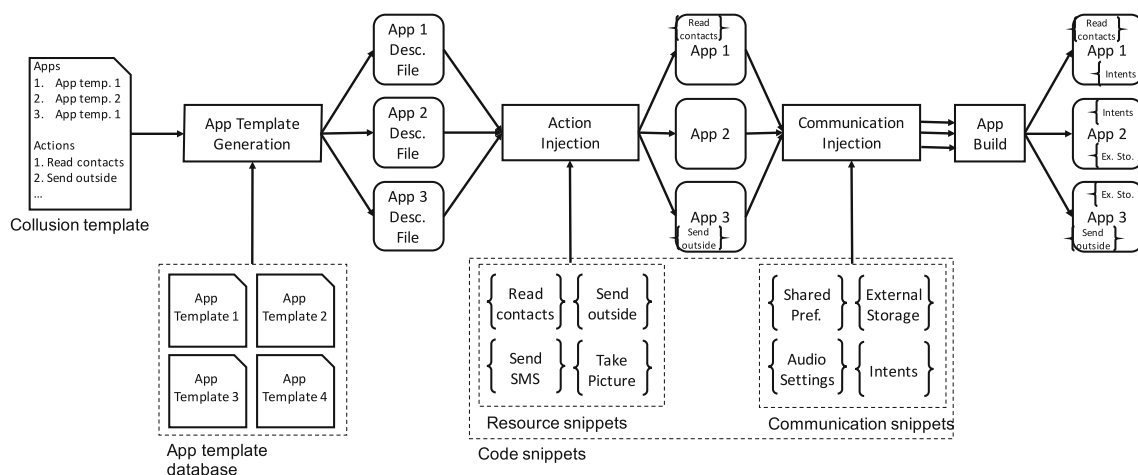 Apps
1. App temp. 1
2. App temp. 2
3. App temp. 1
Actions
1. Read contacts
2. Send outside
...
Collusion template
App Template
Generation
App 1
Desc.
File
App 2
Desc.
File
App 3
Desc.
File
Action
Injection
Read
contacts
App 1
App 2
App 3
Send
outside
Communication
Injection
App
Build
Read
contacts
App 1
Intents
Intents
App 2
Ex. Sto.
Ex. Sto.
App 3
Send
outside
App
Template 1
App
Template 2
App
Template 3
App
Template 4
App template
database
Read
contacts
Send
outside
Send
SMS
Take
Picture
Resource snippets
Code snippets
Shared
Pref.
External
Storage
Audio
Settings
Intents
Communication snippets